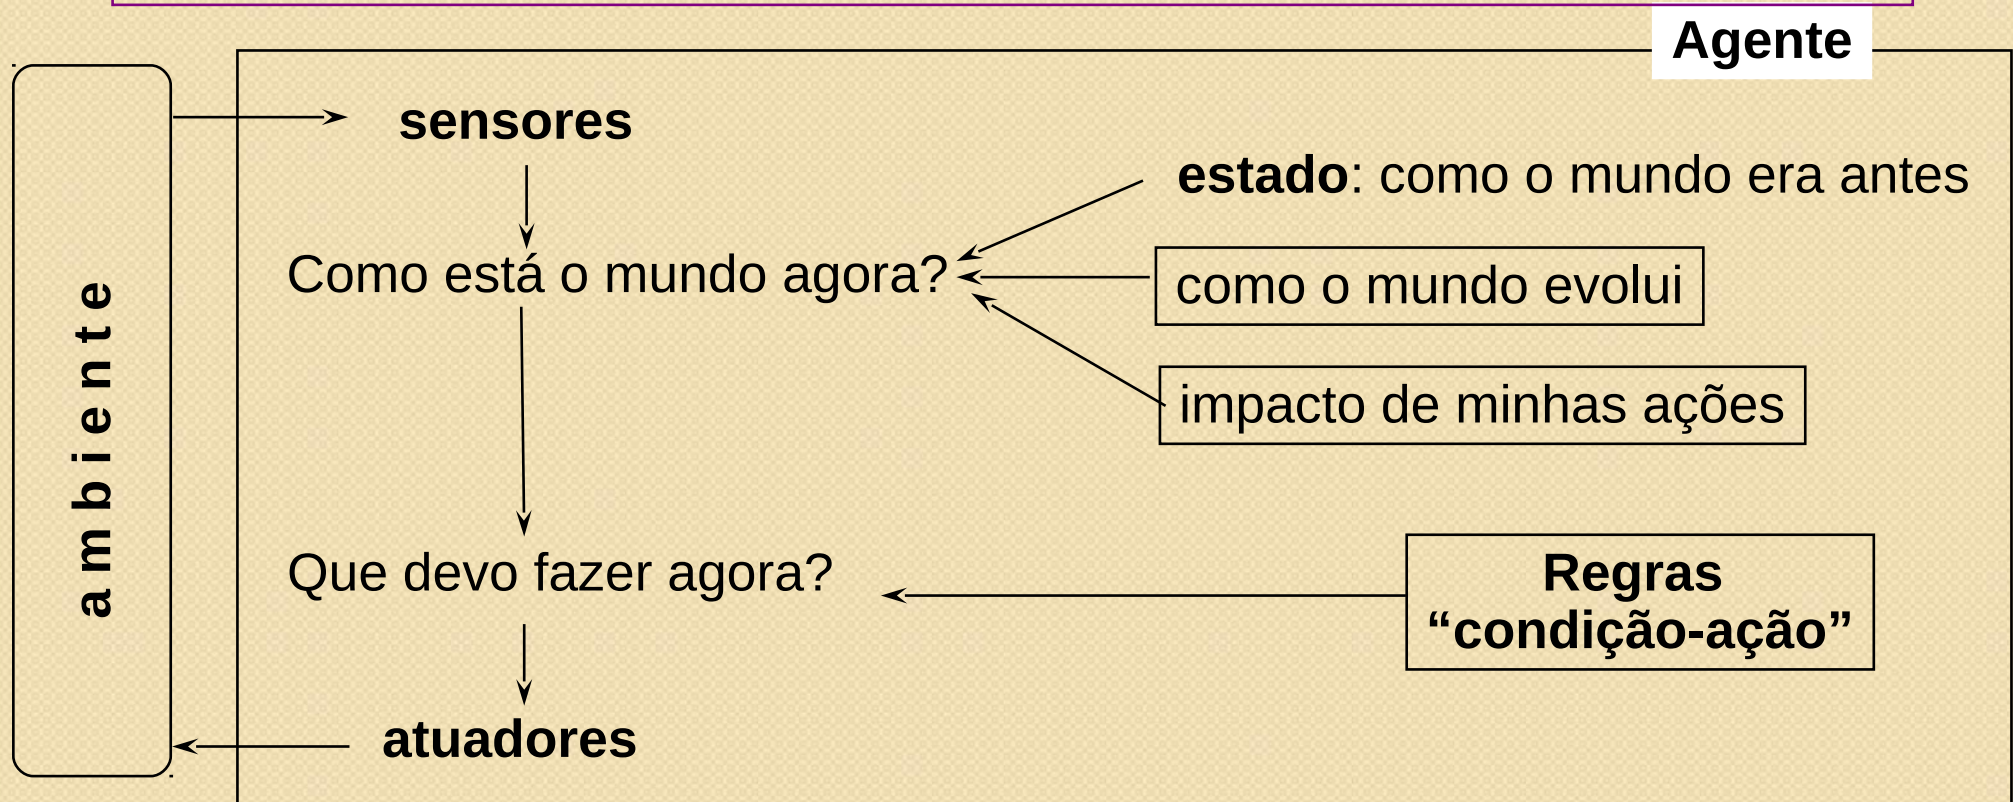 Agente
sensores
estado: como o mundo era antes
Como está o mundo agora?
como o mundo evolui
impacto de minhas ações
ambiente
Que devo fazer agora?
Regras
“condição-ação”
atuadores